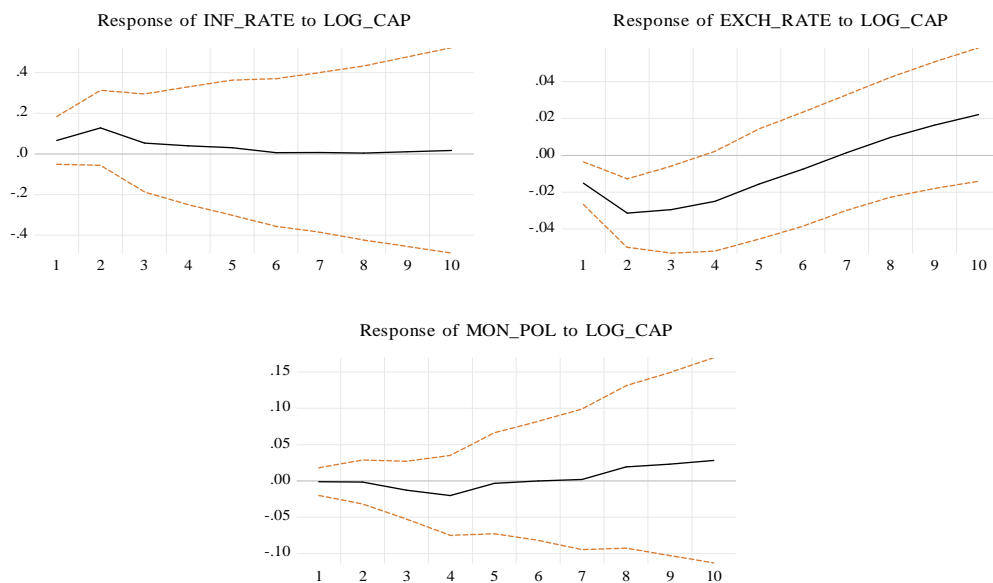 Response of INF_RATE to LOG_CAP
.4
.2
.0
-.2
-.4
1 2 3 4 5 6 7 8 9 10
Response of EXCH_RATE to LOG_CAP
.04
.02
.00
-.02
-.04
1 2 3 4 5 6 7 8 9 10
Response of MON_POL to LOG_CAP
.15
.10
.05
.00
-.05
-.10
1 2 3 4 5 6 7 8 9 10